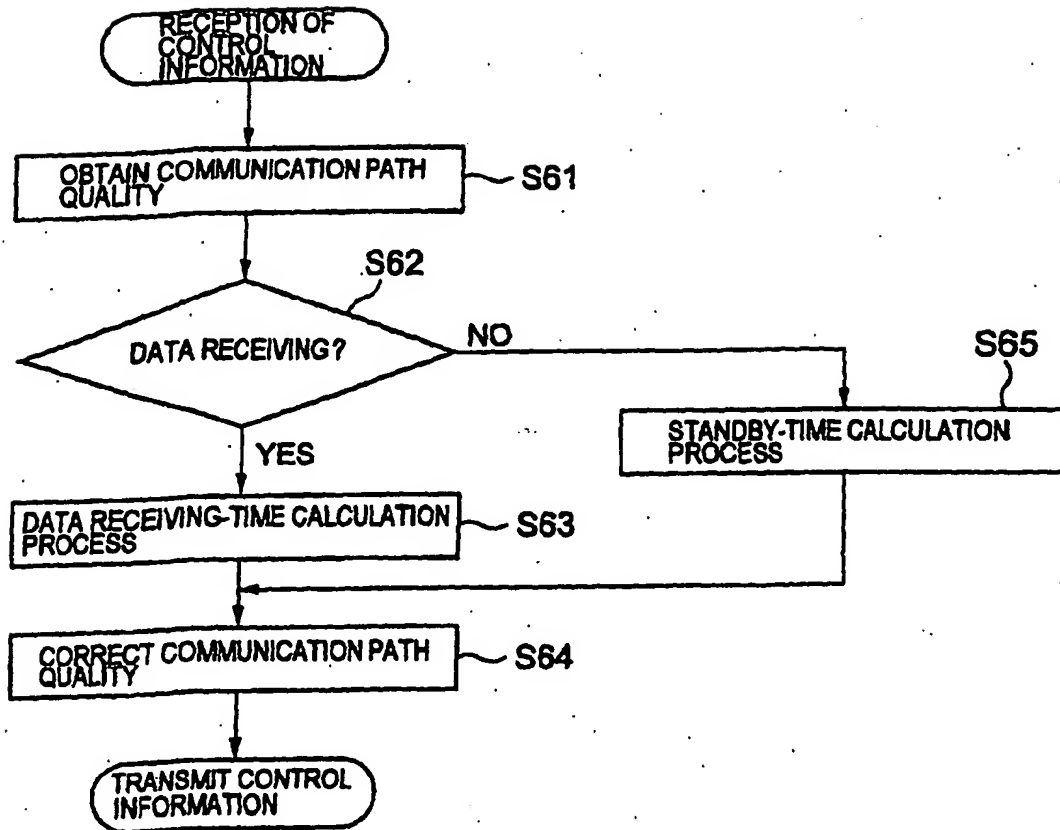 RECEPTION OF
CONTROL
INFORMATION
OBTAIN COMMUNICATION PATH
QUALITY
S61
S62
DATA RECEIVING?
NO
YES
S65
STANDBY-TIME CALCULATION
PROCESS
DATA RECEIVING-TIME CALCULATION
PROCESS
S63
CORRECT COMMUNICATION PATH
QUALITY
S64
TRANSMIT CONTROL
INFORMATION